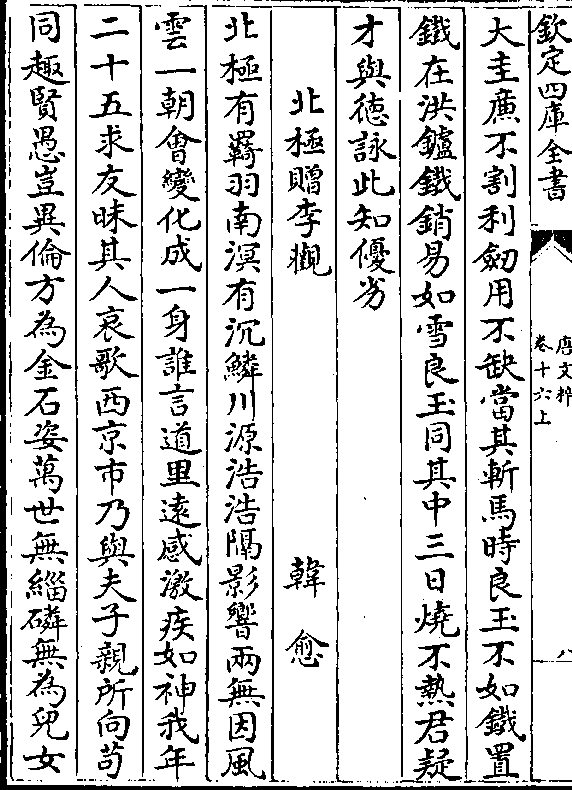 欽定四庫全書
唐文粹
卷十六上
八
大圭廉不割利劒用不缺當其斬馬時良玉不如鐵置
鐵在洪鑪鐵銷易如雪良玉同其中三日燒不熱君疑
才與徳詠此知優劣
北極贈李觀
韓愈
北極有羇羽南溟有沉鱗川源浩浩隔影響兩無因風
雲一朝會變化成一身誰言道里逺感激疾如神我年
二十五求友昧其人哀歌西京市乃與夫子親所向苟
同趣賢愚豈異倫方為金石姿萬世無緇磷無為兒女